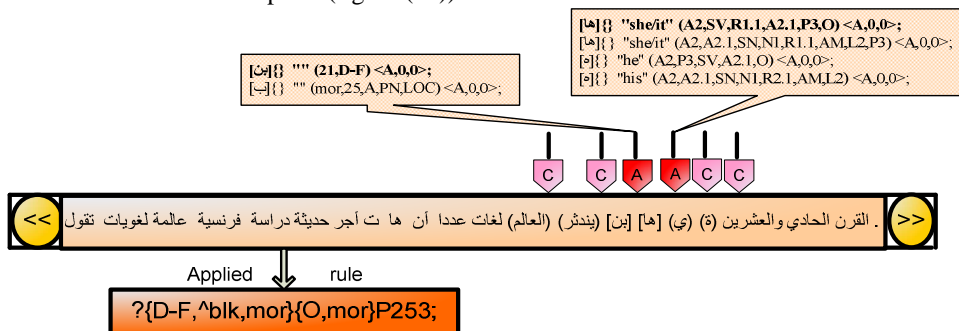 [ها]{} "she/it" (A2,SV,R1.1,A2.1,P3,O) <A,0,0>;
[ها]{} "she/it" (A2,A2.1,SN,N1,R1.1,AM,L2,P3) <A,0,0>;
[ه]{} "he" (A2,P3,SV,A2.1,O) <A,0,0>;
[ه]{} "his" (A2,A2.1,SN,N1,R2.1,AM,L2) <A,0,0>;
[بن]{} "" (21,D-F) <A,0,0>;
[ب]{} "" (mor,25,A,PN,LOC) <A,0,0>;
C C A A C C
<< . القرن الحادي والعشرين (ة) (ي) [ها] [بن] (يندثر) (العالم) لغات عددا أن ها ت أجر حديثة دراسة فرنسية عالمة لغويات تقول >>
Applied rule
?{D-F,^blk,mor}{O,mor}P253;